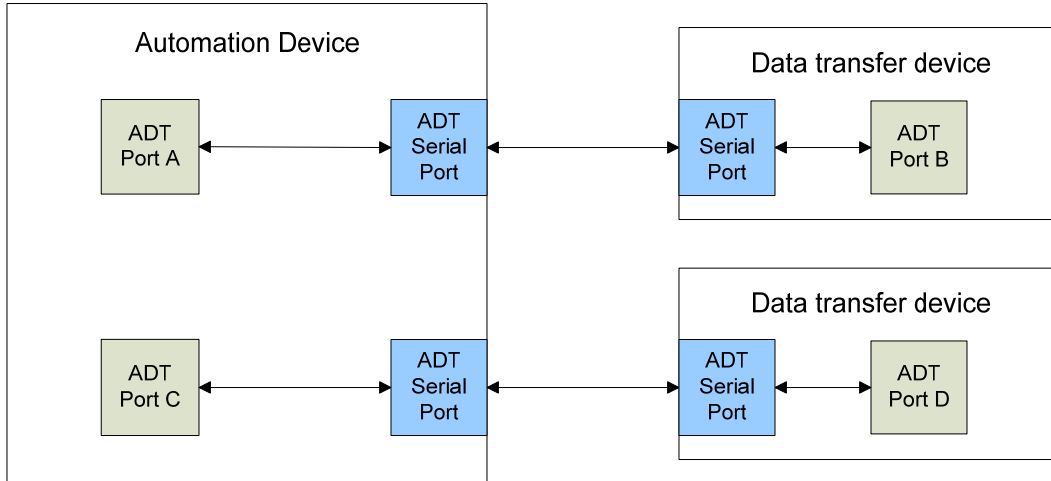 Automation Device
Data transfer device
ADT
Port A
ADT
Serial
Port
ADT
Serial
Port
ADT
Port B
Data transfer device
ADT
Port C
ADT
Serial
Port
ADT
Serial
Port
ADT
Port D